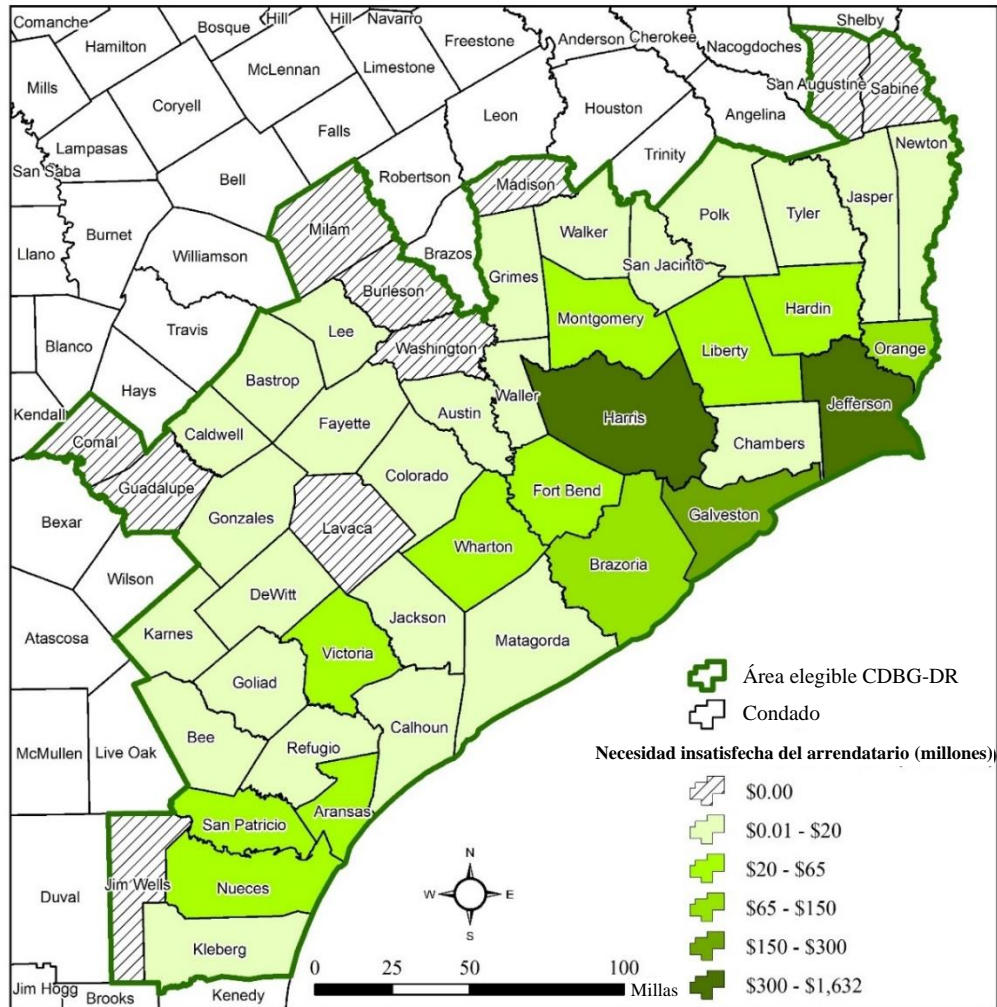 Comanche
Bosque
Hill
Hill
Navarro
Shelby
Hamilton
Freestone
Anderson
Cherokee
Nacogdoches
McLennan
Limestone
San Augustine
Sabine
Mills
Coryell
Leon
Houston
Angelina
Falls
Lampasas
Trinity
Newton
San Saba
Bell
Robertson
Madison
Jasper
Polk
Tyler
Burnet
Milam
Walker
Llano
Williamson
Brazos
San Jacinto
Grimes
Burleson
Hardin
Montgomery
Travis
Lee
Liberty
Orange
Blanco
Washington
Bastrop
Waller
Hays
Austin
Jefferson
Kendall
Fayette
Harris
Caldwell
Chambers
Comal
Colorado
Guadalupe
Fort Bend
Galveston
Gonzales
Bexar
Lavaca
Wharton
Brazoria
Wilson
DeWitt
Jackson
Atascosa
Karnes
Matagorda
Victoria
Goliad
Calhoun
Bee
Refugio
McMullen
Live Oak
Aransas
San Patricio
Jim Wells
Nueces
Duval
Kleberg
Jim Hogg
Brooks
Kenedy
Área elegible CDBG-DR
Condado
Necesidad insatisfecha del arrendatario (millones)
$0.00
$0.01 - $20
$20 - $65
$65 - $150
$150 - $300
$300 - $1,632
N
W E
S
0 25 50 100
Millas